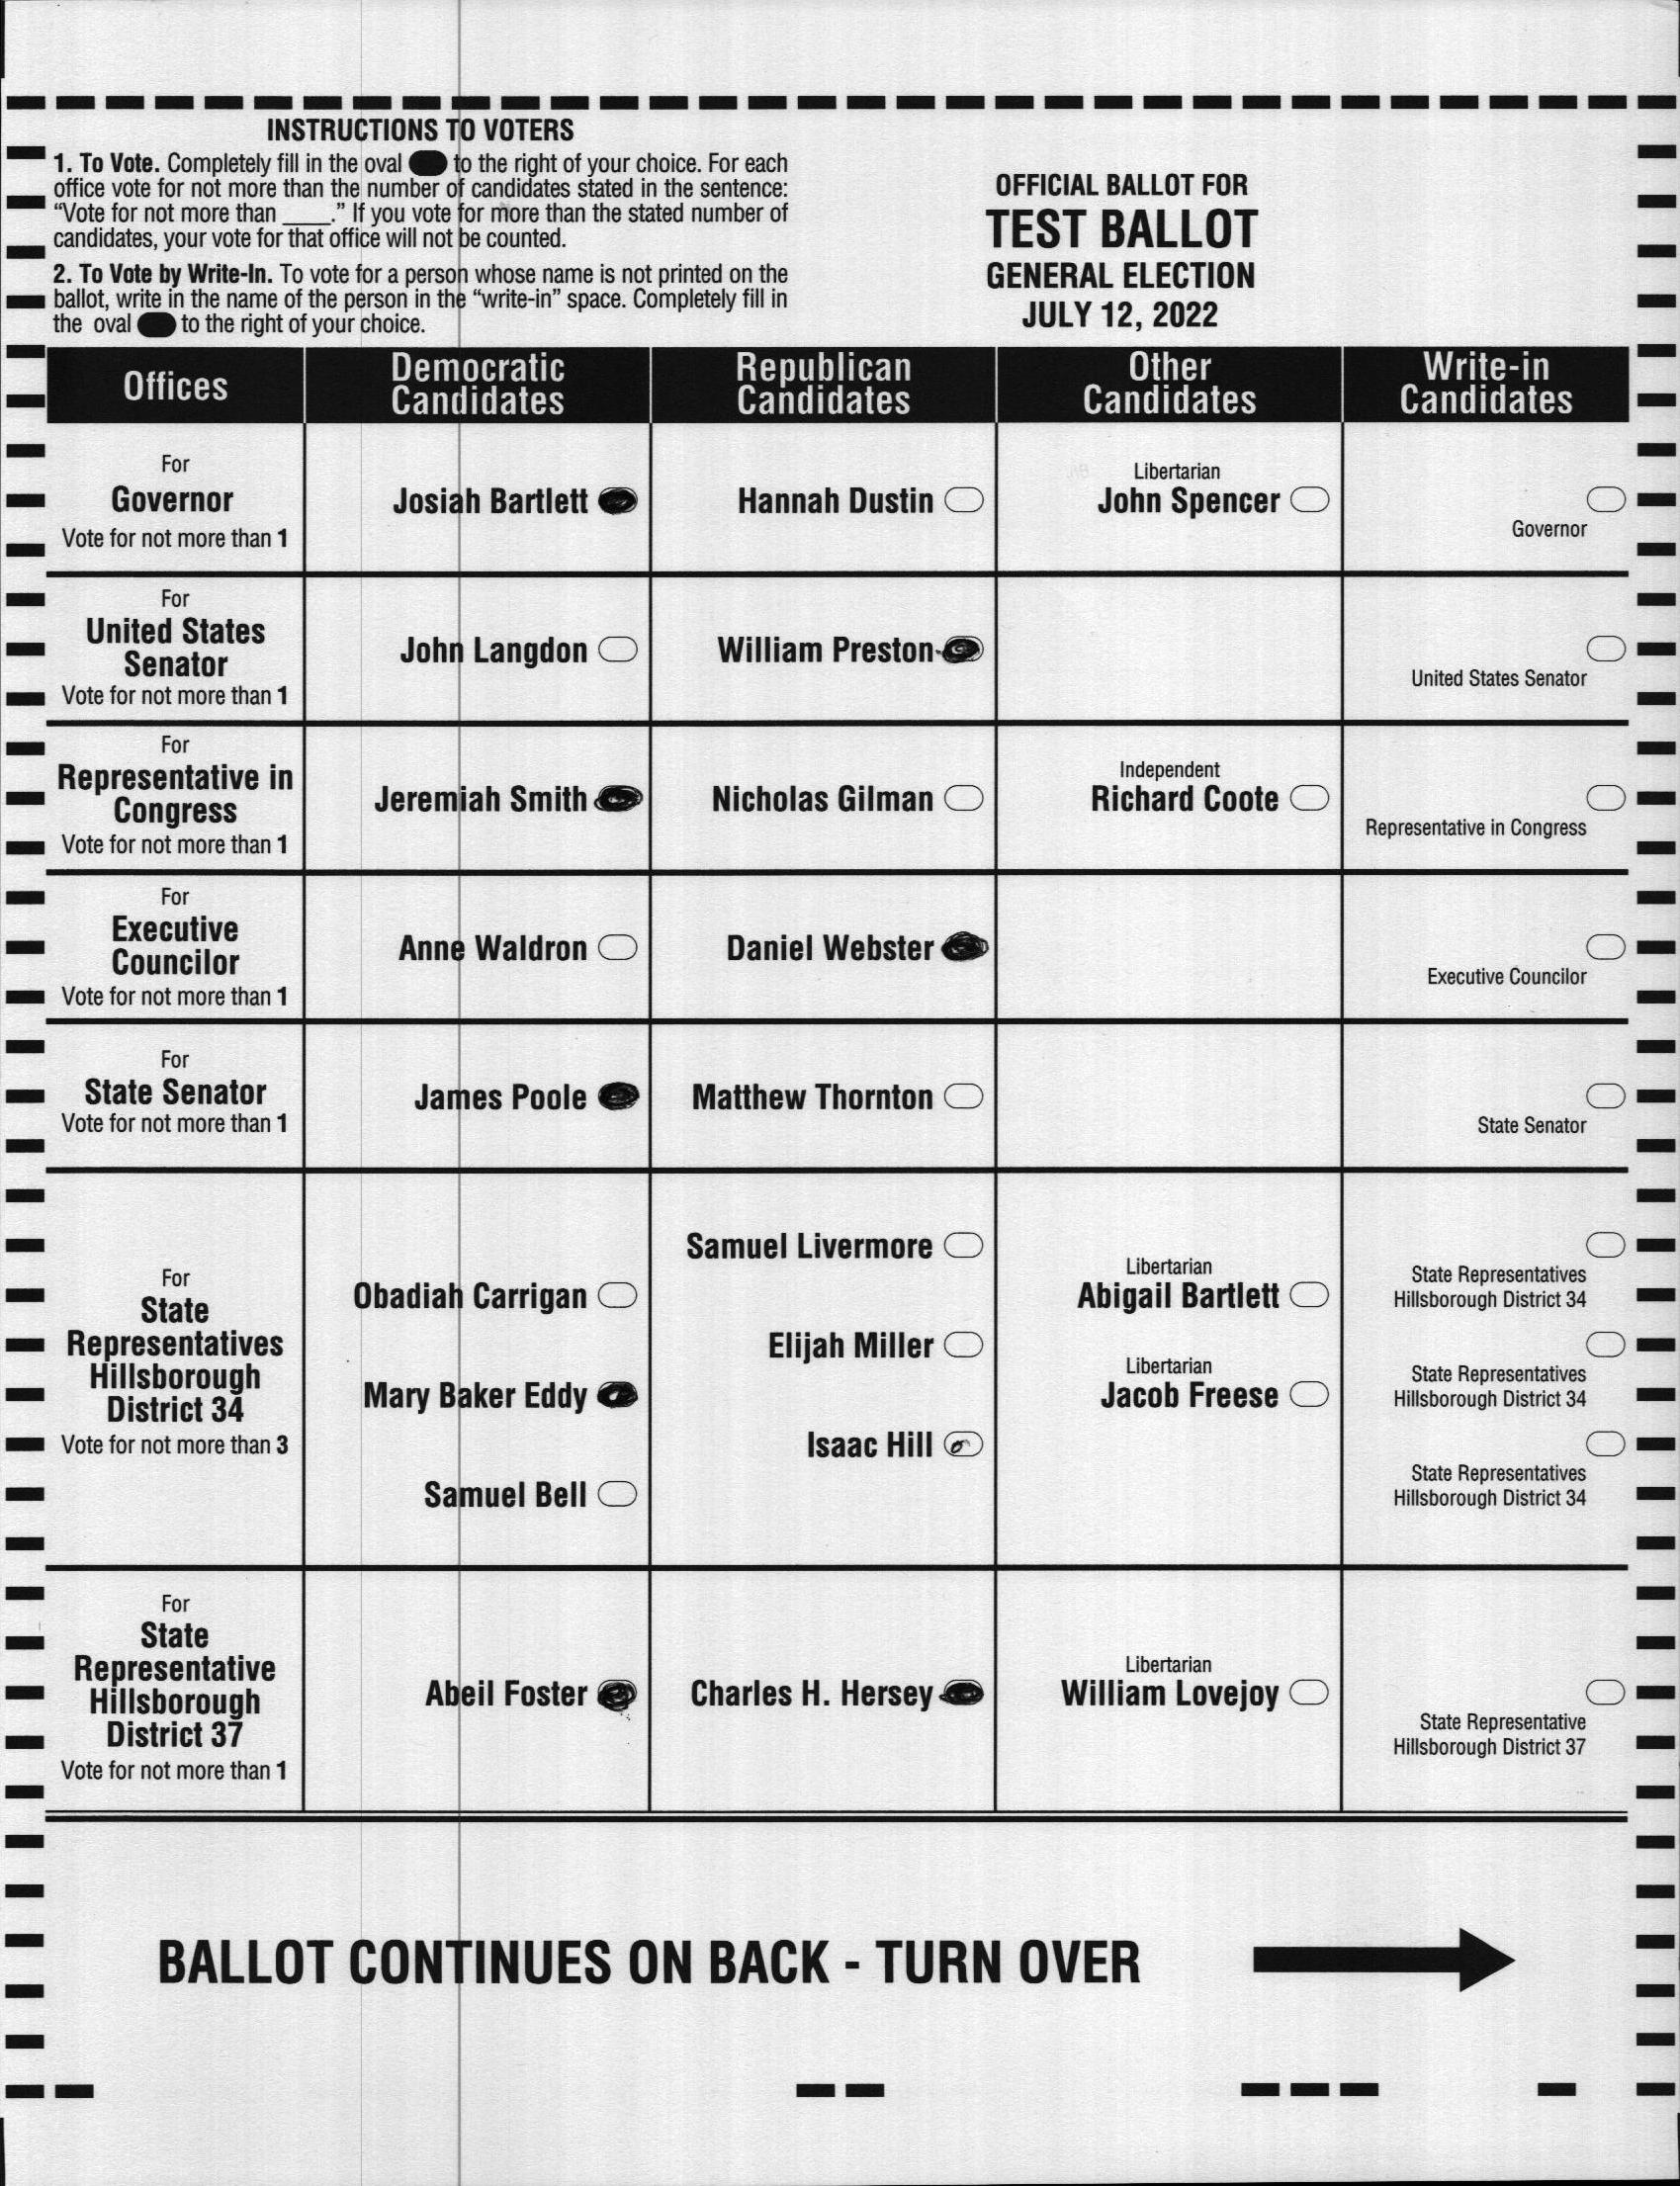 INSTRUCTIONS TO VOTERS
1. To Vote. Completely fill in the oval to the right of your choice. For each
office vote for not more than the number of candidates stated in the sentence:
“Vote for not more than ____.” If you vote for more than the stated number of
candidates, your vote for that office will not be counted.
2. To Vote by Write-In. To vote for a person whose name is not printed on the
ballot, write in the name of the person in the “write-in” space. Completely fill in
the oval to the right of your choice.
OFFICIAL BALLOT FOR
TEST BALLOT
GENERAL ELECTION
JULY 12, 2022
Offices
Democratic
Candidates
Republican
Candidates
Other
Candidates
Write-in
Candidates
For
Governor
Vote for not more than 1
Josiah Bartlett
Hannah Dustin
Libertarian
John Spencer
Governor
For
United States
Senator
Vote for not more than 1
John Langdon
William Preston
United States Senator
For
Representative in
Congress
Vote for not more than 1
Jeremiah Smith
Nicholas Gilman
Independent
Richard Coote
Representative in Congress
For
Executive
Councilor
Vote for not more than 1
Anne Waldron
Daniel Webster
Executive Councilor
For
State Senator
Vote for not more than 1
James Poole
Matthew Thornton
State Senator
For
State
Representatives
Hillsborough
District 34
Vote for not more than 3
Obadiah Carrigan
Mary Baker Eddy
Samuel Bell
Samuel Livermore
Elijah Miller
Isaac Hill
Libertarian
Abigail Bartlett
Libertarian
Jacob Freese
State Representatives
Hillsborough District 34
State Representatives
Hillsborough District 34
State Representatives
Hillsborough District 34
For
State
Representative
Hillsborough
District 37
Vote for not more than 1
Abeil Foster
Charles H. Hersey
Libertarian
William Lovejoy
State Representative
Hillsborough District 37
BALLOT CONTINUES ON BACK - TURN OVER